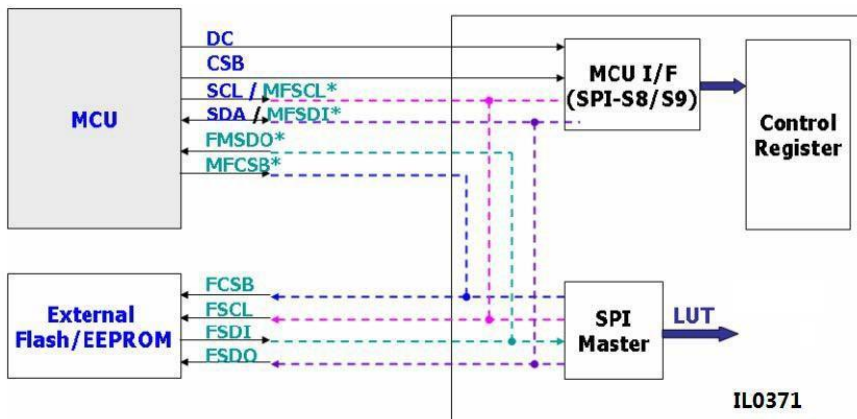 DC
CSB
SCL / MFSCL*
SDA / MFSDI*
FMSDO*
MFCSB*
MCU
MCU I/F
(SPI-S8/S9)
Control
Register
FCSB
FSCL
FSDI
FSDO
External
Flash/EEPROM
SPI
Master
LUT
IL0371